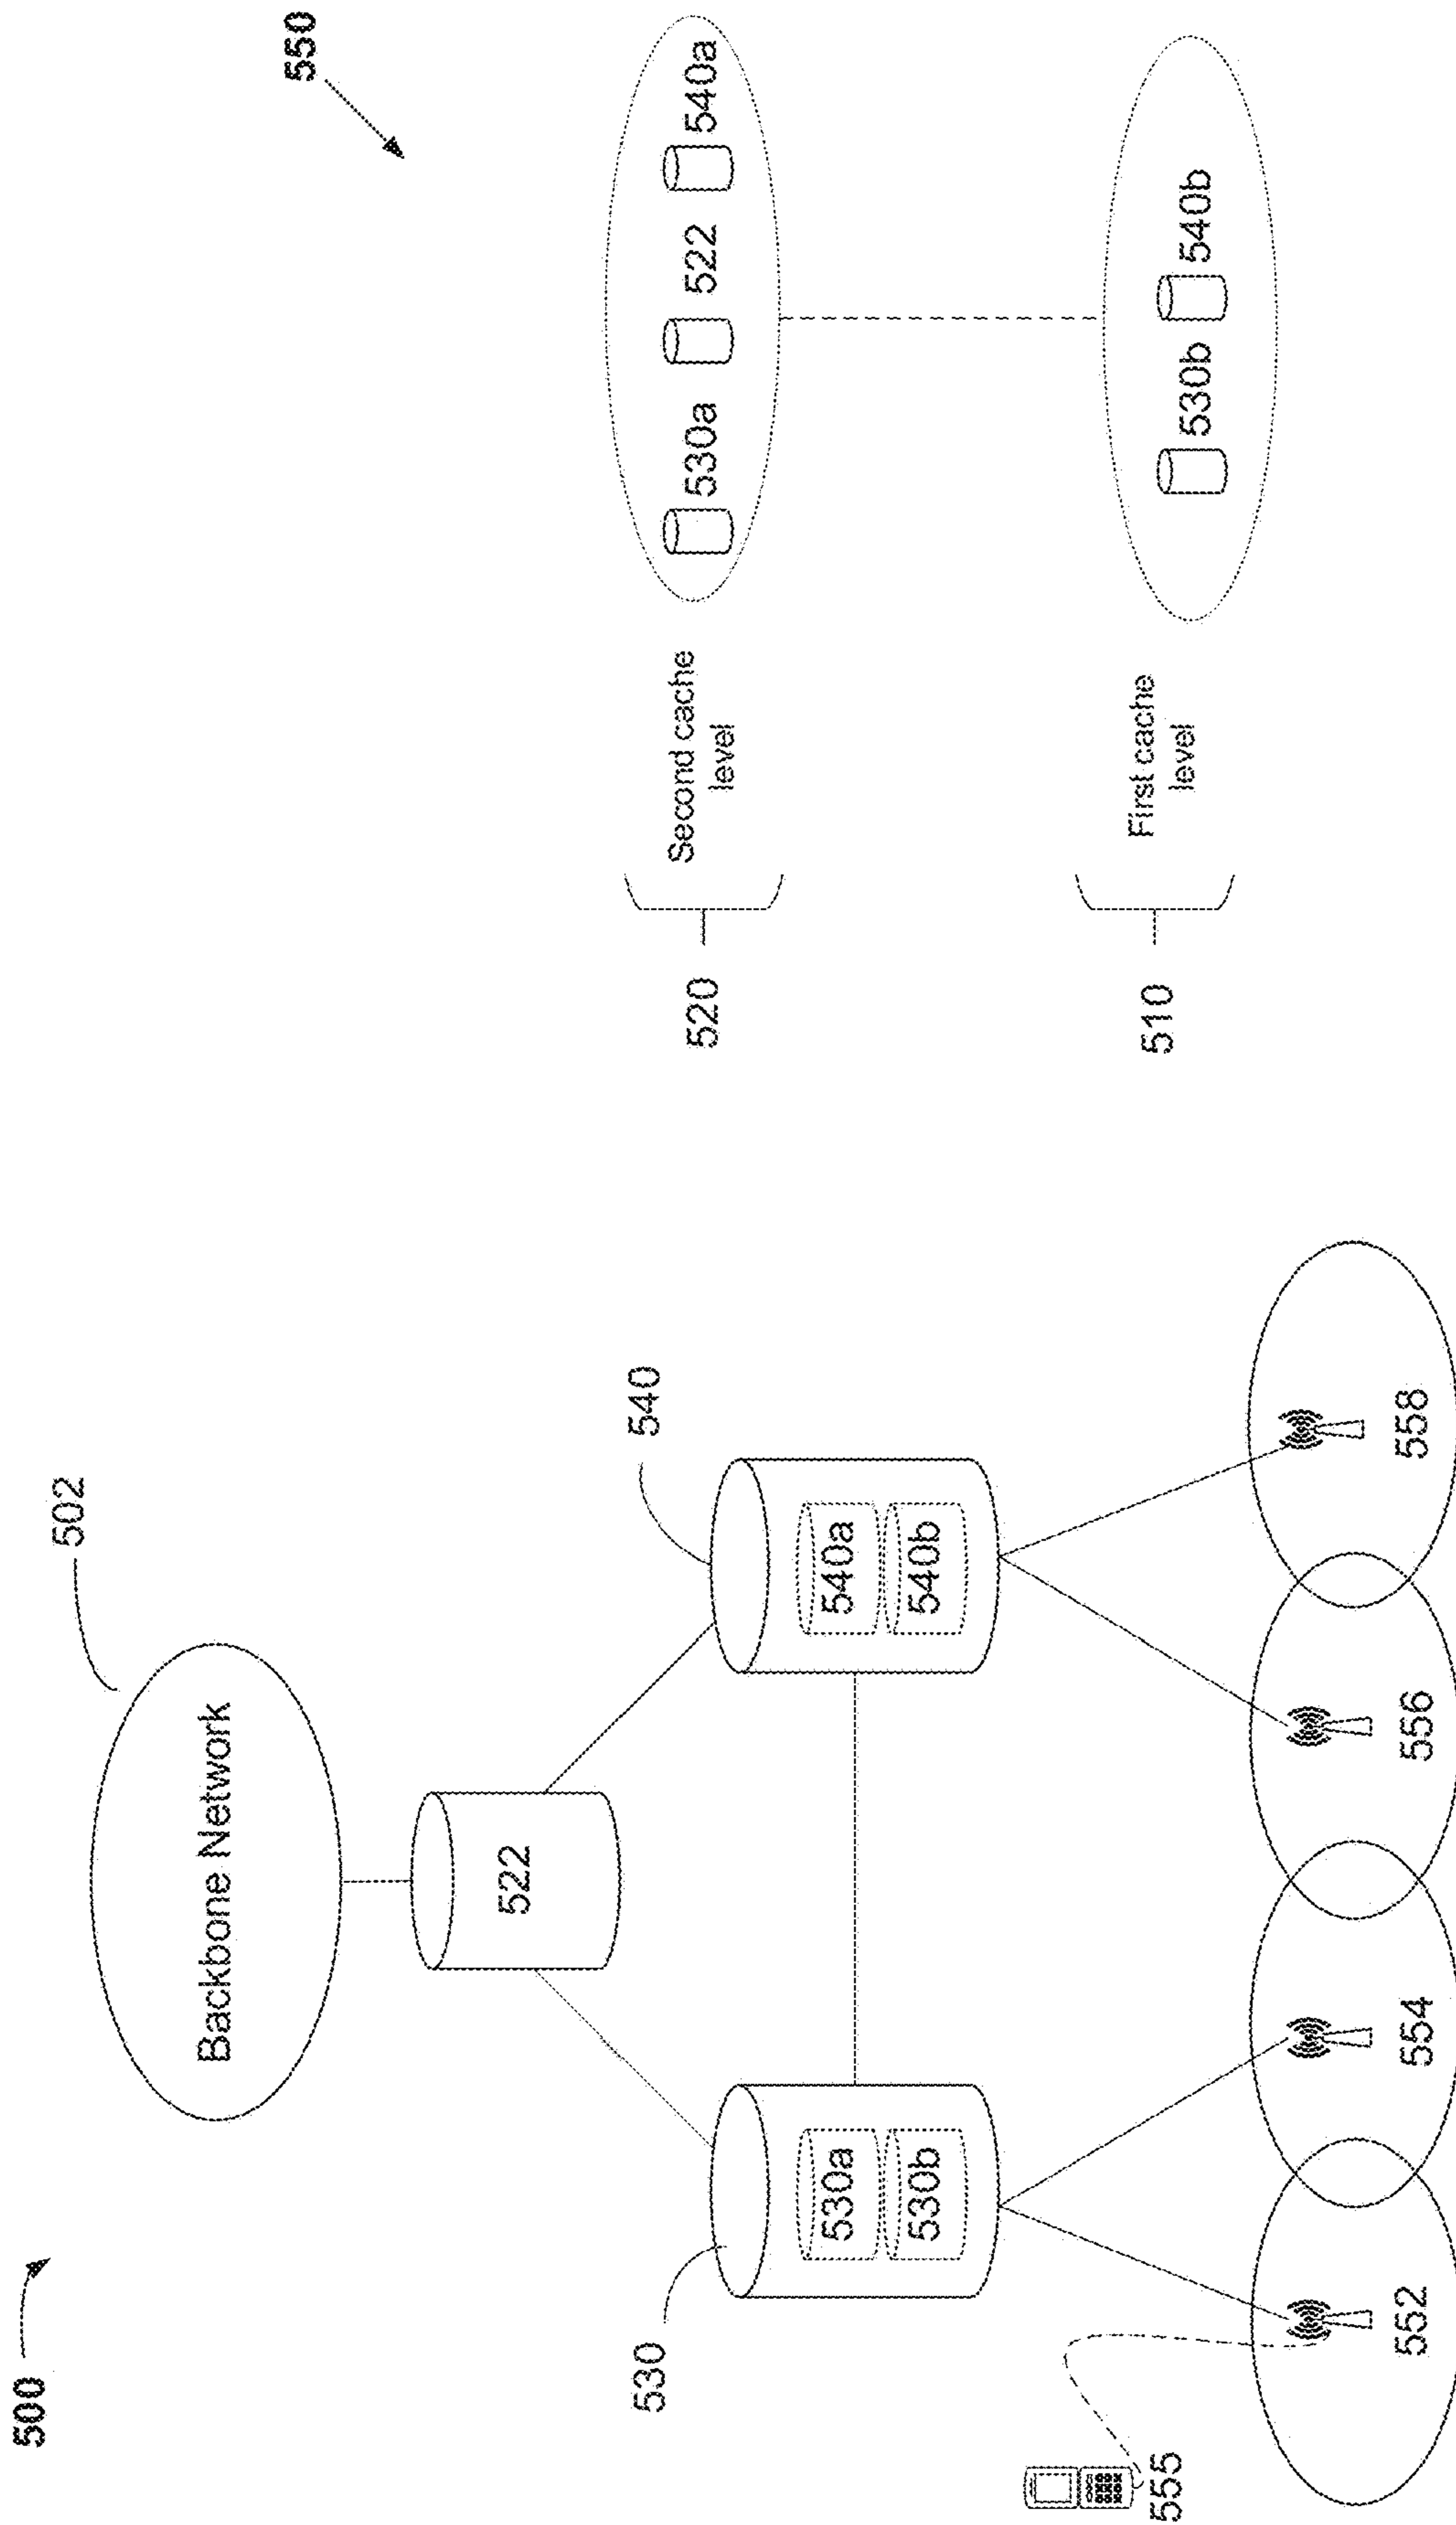 500
502
Backbone Network
522
530
530a
530b
540
540a
540b
555
552
554
556
558
550
520
Second cache
level
530a
522
540a
510
First cache
level
530b
540b